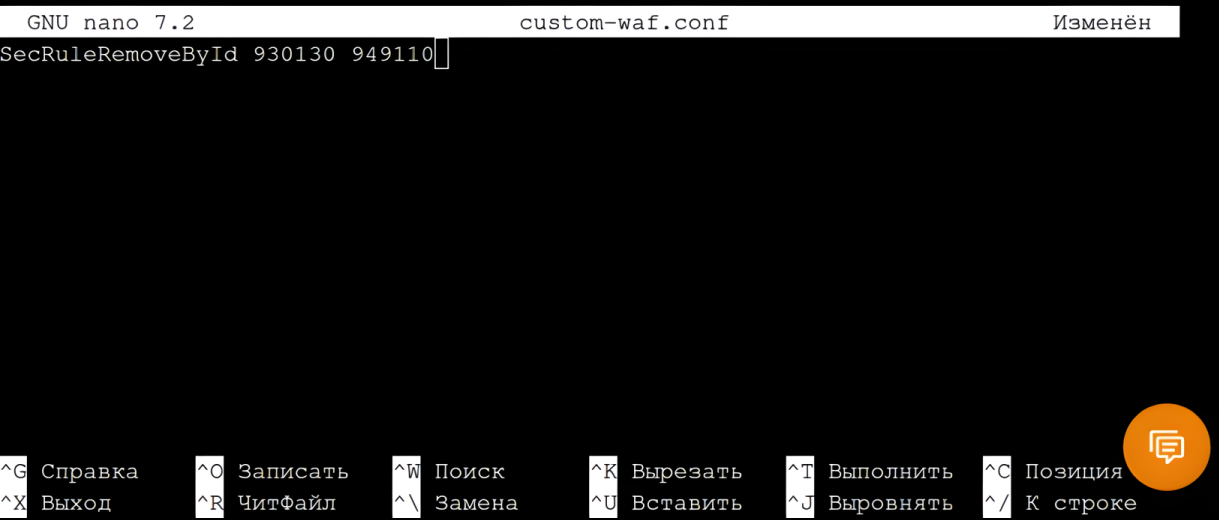 GNU nano 7.2 custom-waf.conf Изменён
SecRuleRemoveById 930130 949110
^G Справка ^O Записать ^W Поиск ^K Вырезать ^T Выполнить ^C Позиция
^X Выход ^R ЧитФайл ^\ Замена ^U Вставить ^J Выровнять ^/ К строке